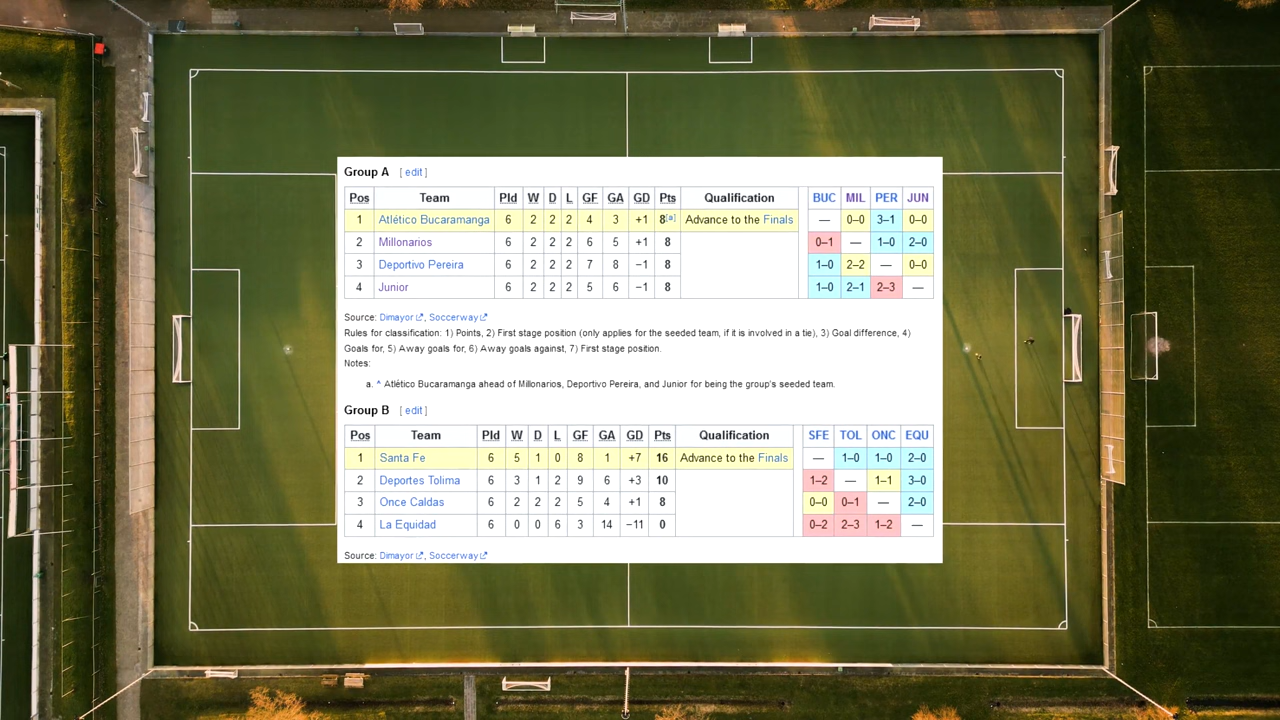 Group A [ edit ]
Pos Team Pld W D L GF GA GD Pts Qualification BUC MIL PER JUN
1 Atlético Bucaramanga 6 2 2 2 4 3 +1 8[a] Advance to the Finals — 0–0 3–1 0–0
2 Millonarios 6 2 2 2 6 5 +1 8 0–1 — 1–0 2–0
3 Deportivo Pereira 6 2 2 2 7 8 −1 8 1–0 2–2 — 0–0
4 Junior 6 2 2 2 5 6 −1 8 1–0 2–1 2–3 —
Source: Dimayor, Soccerway
Rules for classification: 1) Points, 2) First stage position (only applies for the seeded team, if it is involved in a tie), 3) Goal difference, 4)
Goals for, 5) Away goals for, 6) Away goals against, 7) First stage position.
Notes:
a. ^ Atlético Bucaramanga ahead of Millonarios, Deportivo Pereira, and Junior for being the group's seeded team.
Group B [ edit ]
Pos Team Pld W D L GF GA GD Pts Qualification SFE TOL ONC EQU
1 Santa Fe 6 5 1 0 8 1 +7 16 Advance to the Finals — 1–0 1–0 2–0
2 Deportes Tolima 6 3 1 2 9 6 +3 10 1–2 — 1–1 3–0
3 Once Caldas 6 2 2 2 5 4 +1 8 0–0 0–1 — 2–0
4 La Equidad 6 0 0 6 3 14 −11 0 0–2 2–3 1–2 —
Source: Dimayor, Soccerway